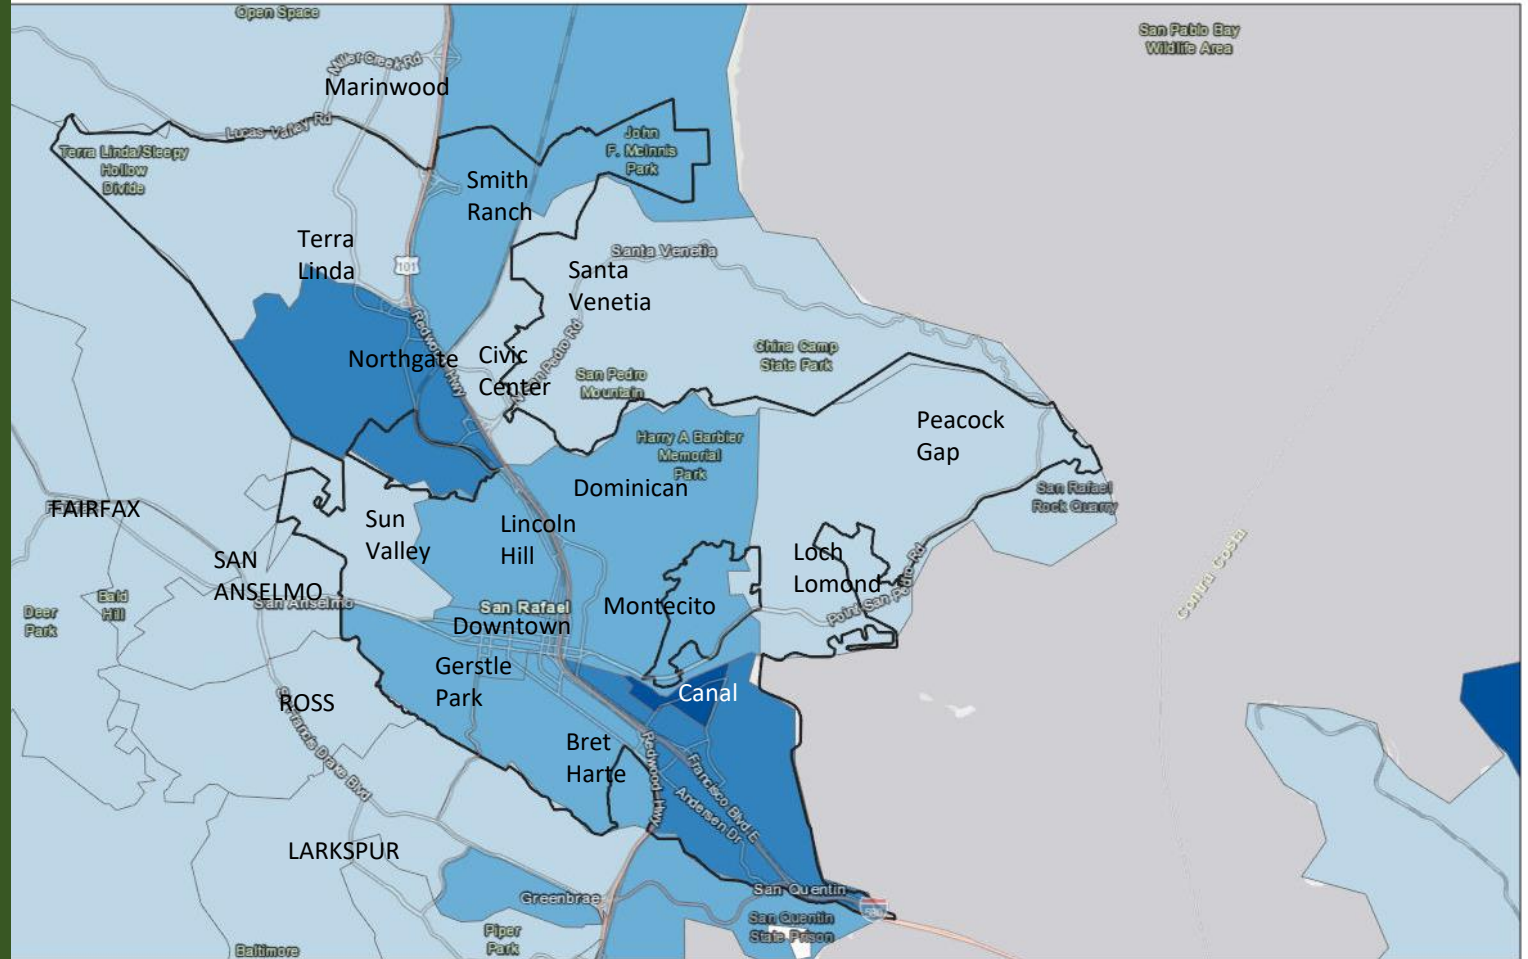 Open Space
San Pablo Bay
Wildlife Area
Miller Creek Rd
Marinwood
Lucas Valley Rd
Terra Linda/Sleepy
Hollow
Divide
John
F. McInnis
Park
Smith
Ranch
Terra
Linda
101
Santa Venetia
Santa
Venetia
Redwood Hwy
Northgate
Civic
Center
N San Pedro Rd
San Pedro
Mountain
China Camp
State Park
Peacock
Gap
Harry A Barbier
Memorial
Park
Dominican
San Rafael
Rock Quarry
FAIRFAX
Sun
Valley
Lincoln
Hill
SAN
ANSELMO
San Anselmo
Loch
Lomond
Point San Pedro Rd
Contra Costa
Deer
Park
Bald
Hill
San Rafael
Downtown
Montecito
Gerstle
Park
Canal
ROSS
Sir Francis Drake Blvd
Bret
Harte
Redwood Hwy
Francisco Blvd E
Andersen Dr
LARKSPUR
Greenbrae
San Quentin
580
San Quentin
State Prison
Piper
Park
Baltimore